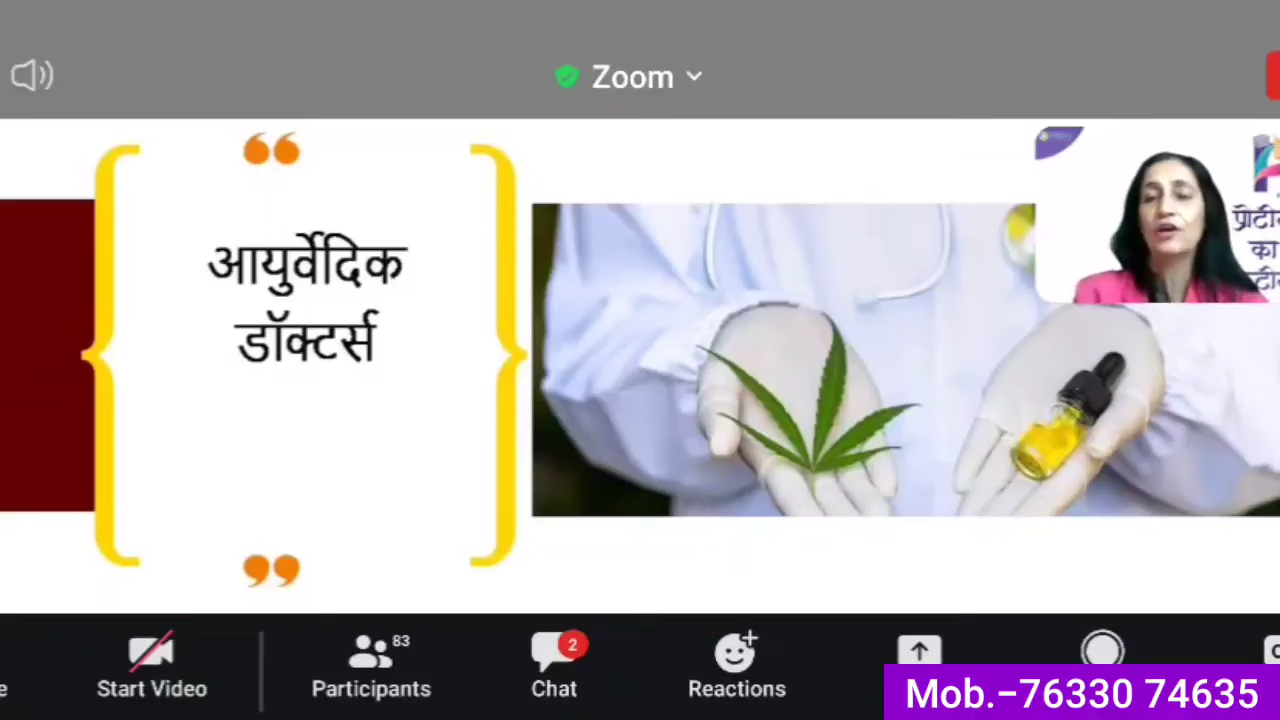 Zoom
आयुर्वेदिक
डॉक्टर्स
का
Start Video
83
Participants
2
Chat
Reactions
Mob.-76330 74635